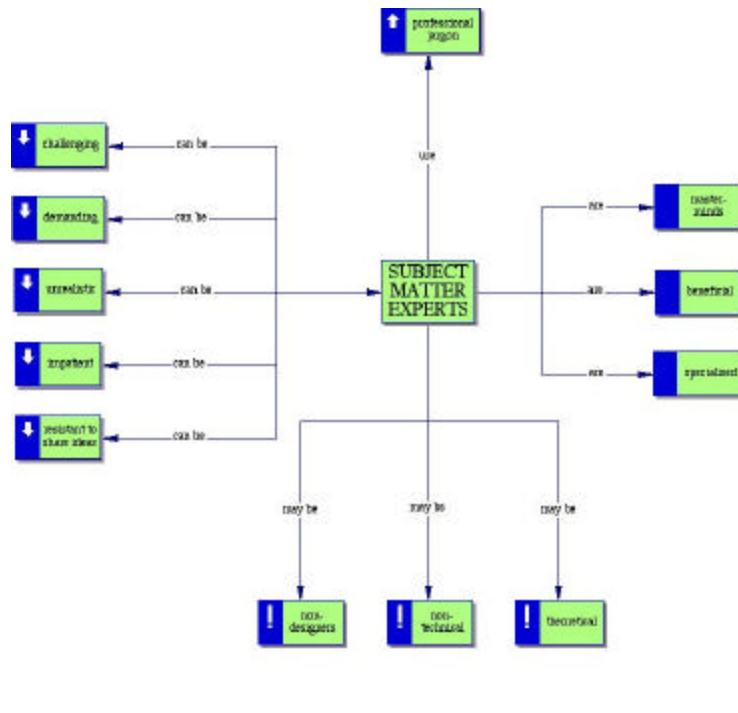 professional
jargon
use
challenging
can be
demanding
can be
unrealistic
can be
impatient
can be
resistant to
share ideas
can be
SUBJECT
MATTER
EXPERTS
are
master-
minds
are
beneficial
are
specialized
may be
may be
may be
non-
designers
non-
technical
theoretical